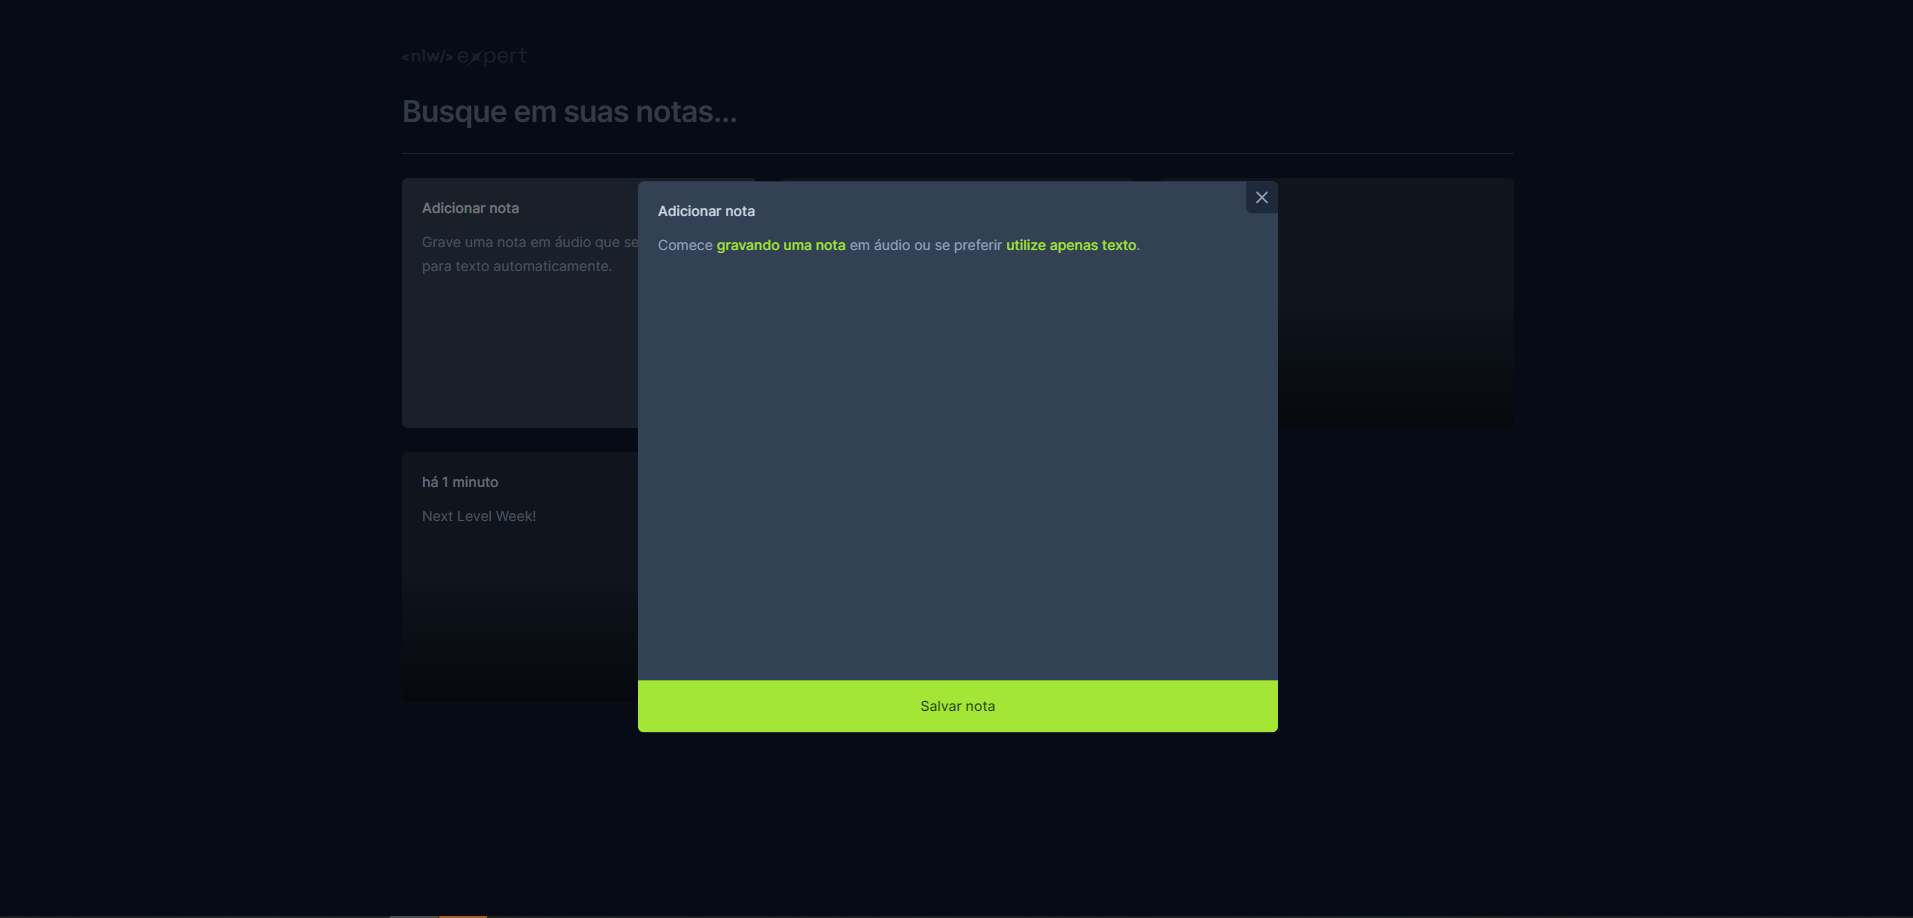 <nlw/> expert
Busque em suas notas...
Adicionar nota
Grave uma nota em áudio que se
para texto automaticamente.
Adicionar nota
Comece gravando uma nota em áudio ou se preferir utilize apenas texto.
há 1 minuto
Next Level Week!
Salvar nota